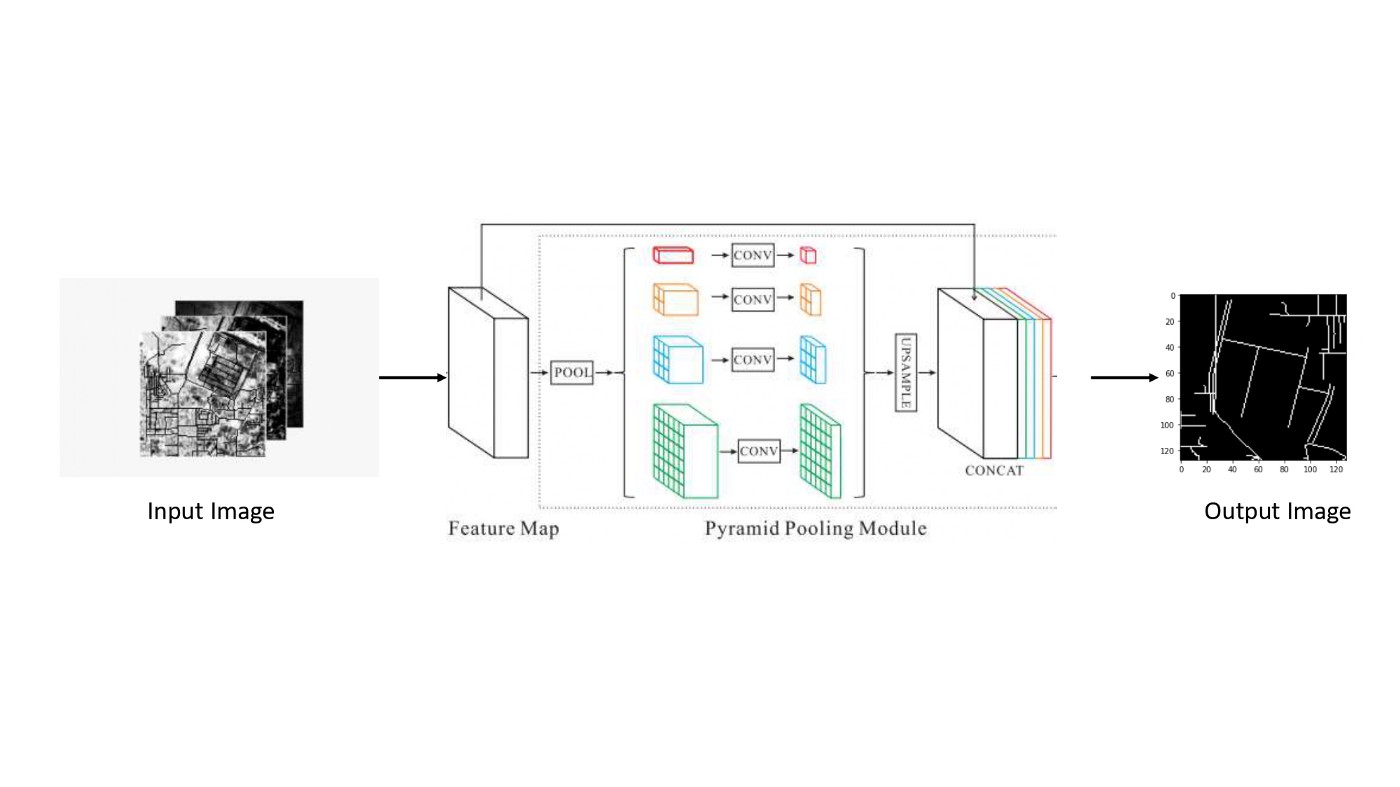 CONV
CONV
CONV
CONV
POOL
UPSAMPLE
CONCAT
Input Image
Feature Map
Pyramid Pooling Module
0
20
40
60
80
100
120
0 20 40 60 80 100 120
Output Image